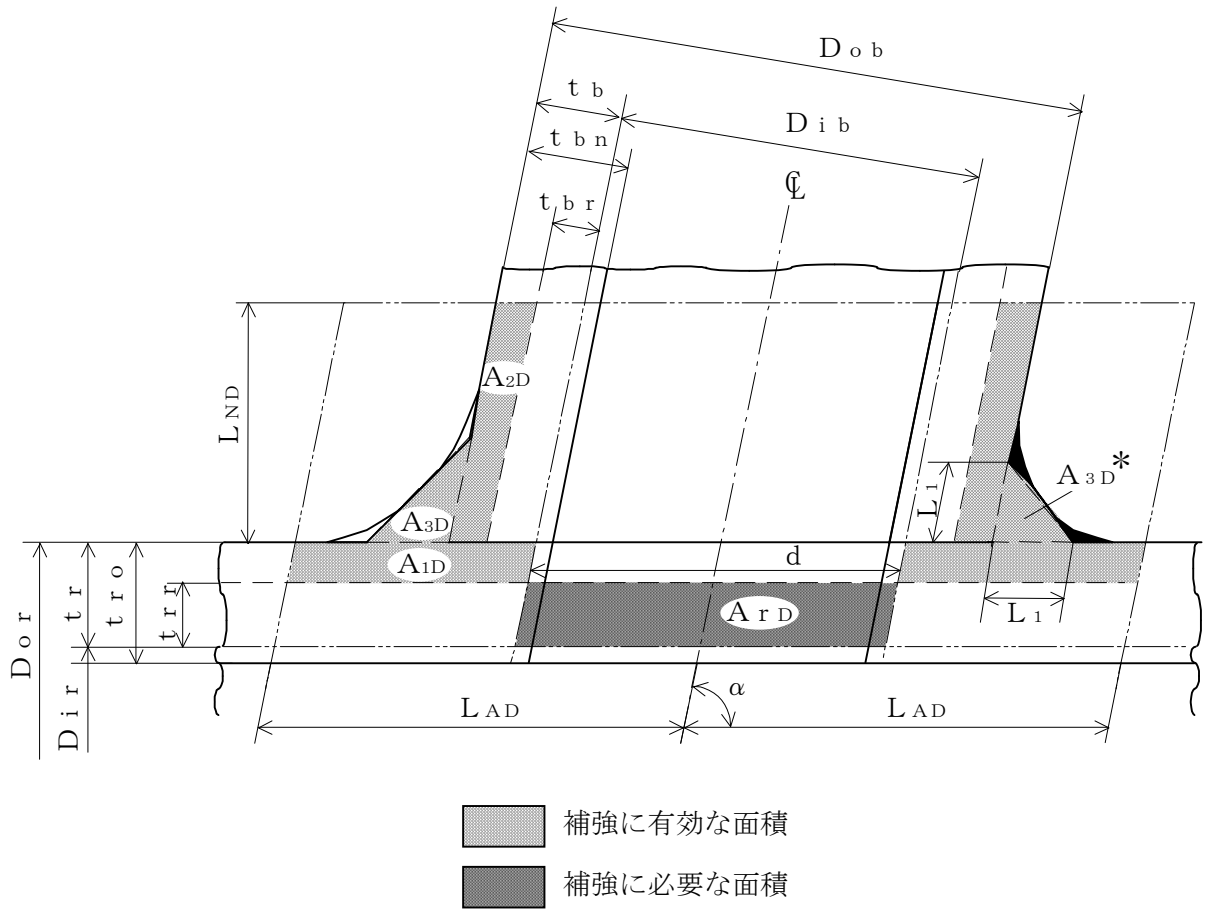 Dob
tb
Dib
tbn
℄
tbr
A2D
LND
A3D*
L1
A3D
A1D
d
Dor
tr
tro
trr
ArD
L1
Dir
α
LAD
LAD
補強に有効な面積
補強に必要な面積